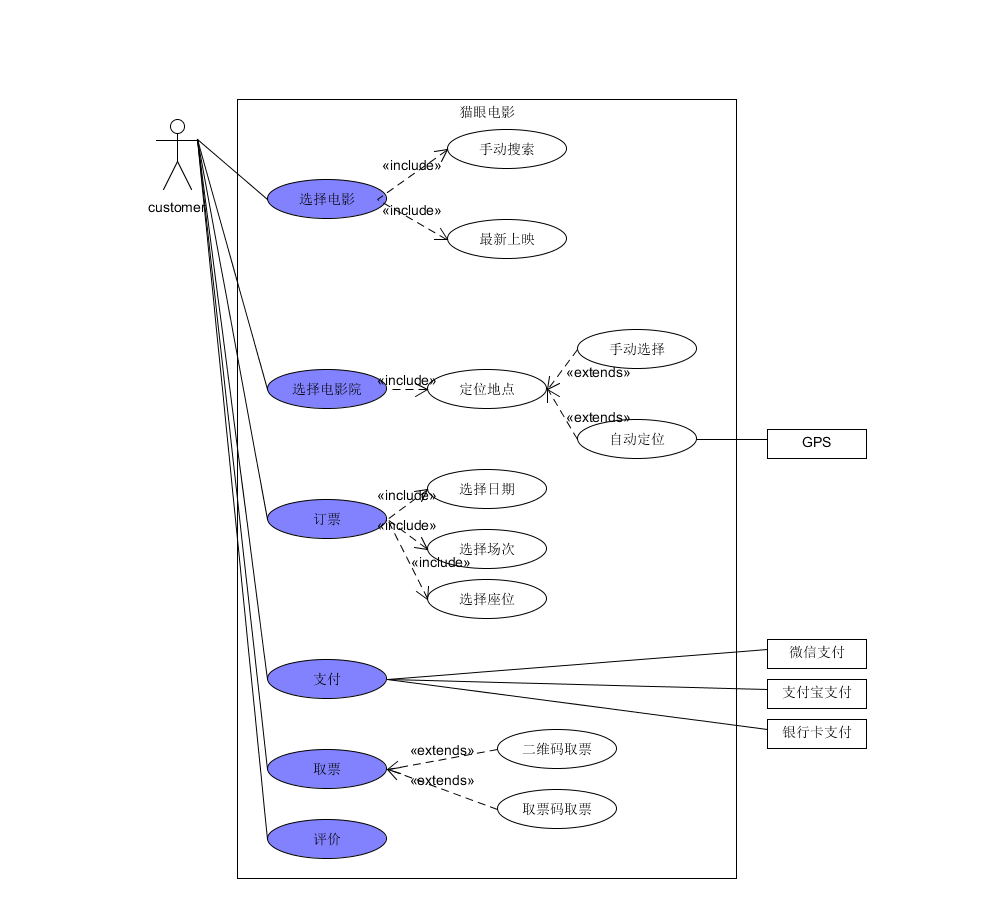 猫眼电影
手动搜索
«include»
选择电影
customer
«include»
最新上映
手动选择
«extends»
选择电影院
«include»
定位地点
«extends»
自动定位
GPS
选择日期
«include»
订票
«include»
选择场次
«include»
选择座位
微信支付
支付
支付宝支付
银行卡支付
二维码取票
«extends»
取票
«extends»
取票码取票
评价